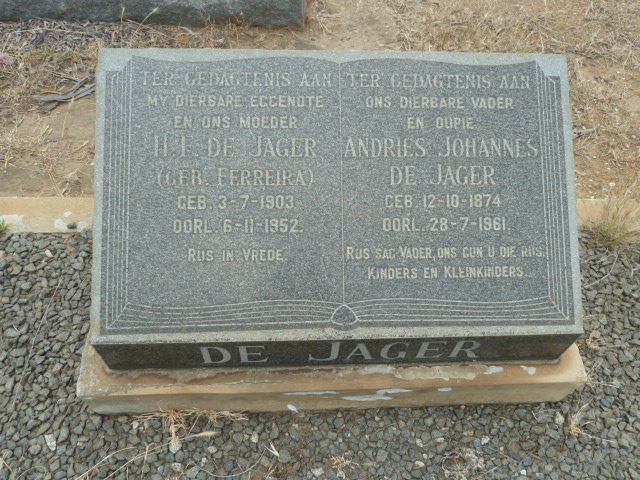 TER GEDAGTENIS AAN
MY DIERBARE EGGENOTE
EN ONS MOEDER
H.F. DE JAGER
(GEB. FERREIRA)
GEB. 3-7-1903
OORL. 6-11-1952.
RUS IN VREDE.
TER GEDAGTENIS AAN
ONS DIERBARE VADER
EN OUPIE
ANDRIES JOHANNES
DE JAGER
GEB. 12-10-1874
OORL. 28-7-1961
RUS SAG VADER, ONS GUN U DIE RUS.
KINDERS EN KLEINKINDERS.
DE JAGER